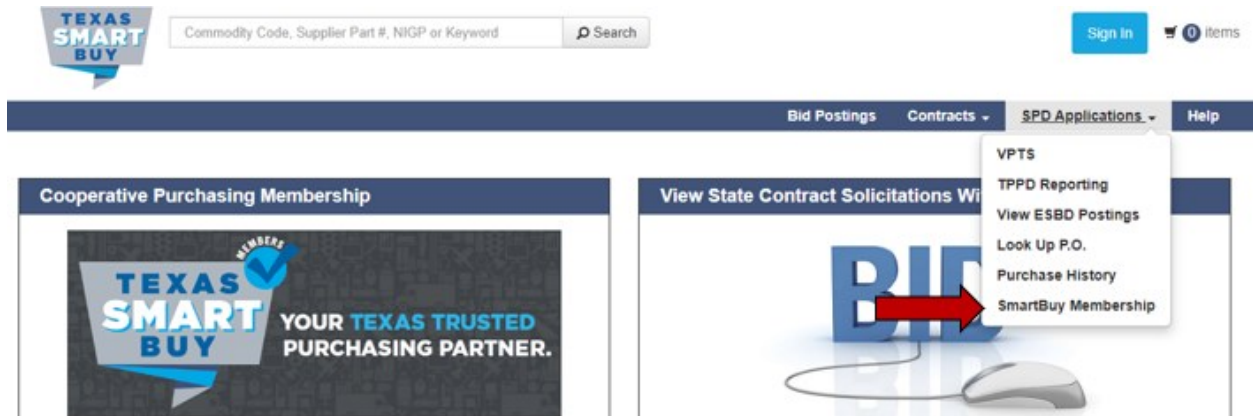 TEXAS
SMART
BUY
Commodity Code, Supplier Part #, NIGP or Keyword
Search
Sign In
0 items
Bid Postings
Contracts
SPD Applications
Help
VPTS
TPPD Reporting
View ESBD Postings
Look Up P.O.
Purchase History
SmartBuy Membership
Cooperative Purchasing Membership
MEMBERS
TEXAS
SMART
BUY
YOUR TEXAS TRUSTED
PURCHASING PARTNER.
View State Contract Solicitations Wi
BID